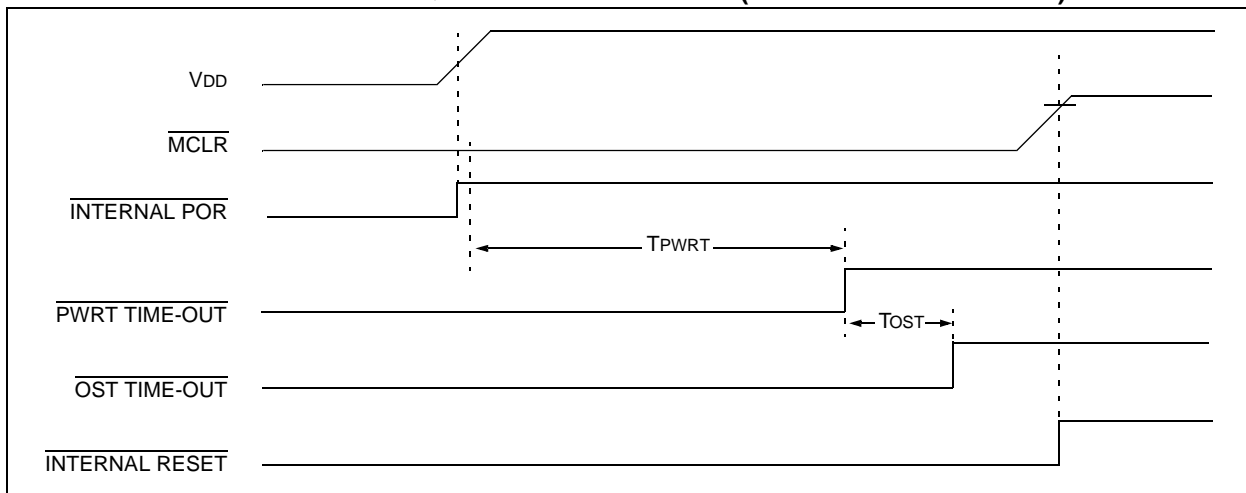 VDD
MCLR
INTERNAL POR
TPWRT
PWRT TIME-OUT
TOST
OST TIME-OUT
INTERNAL RESET